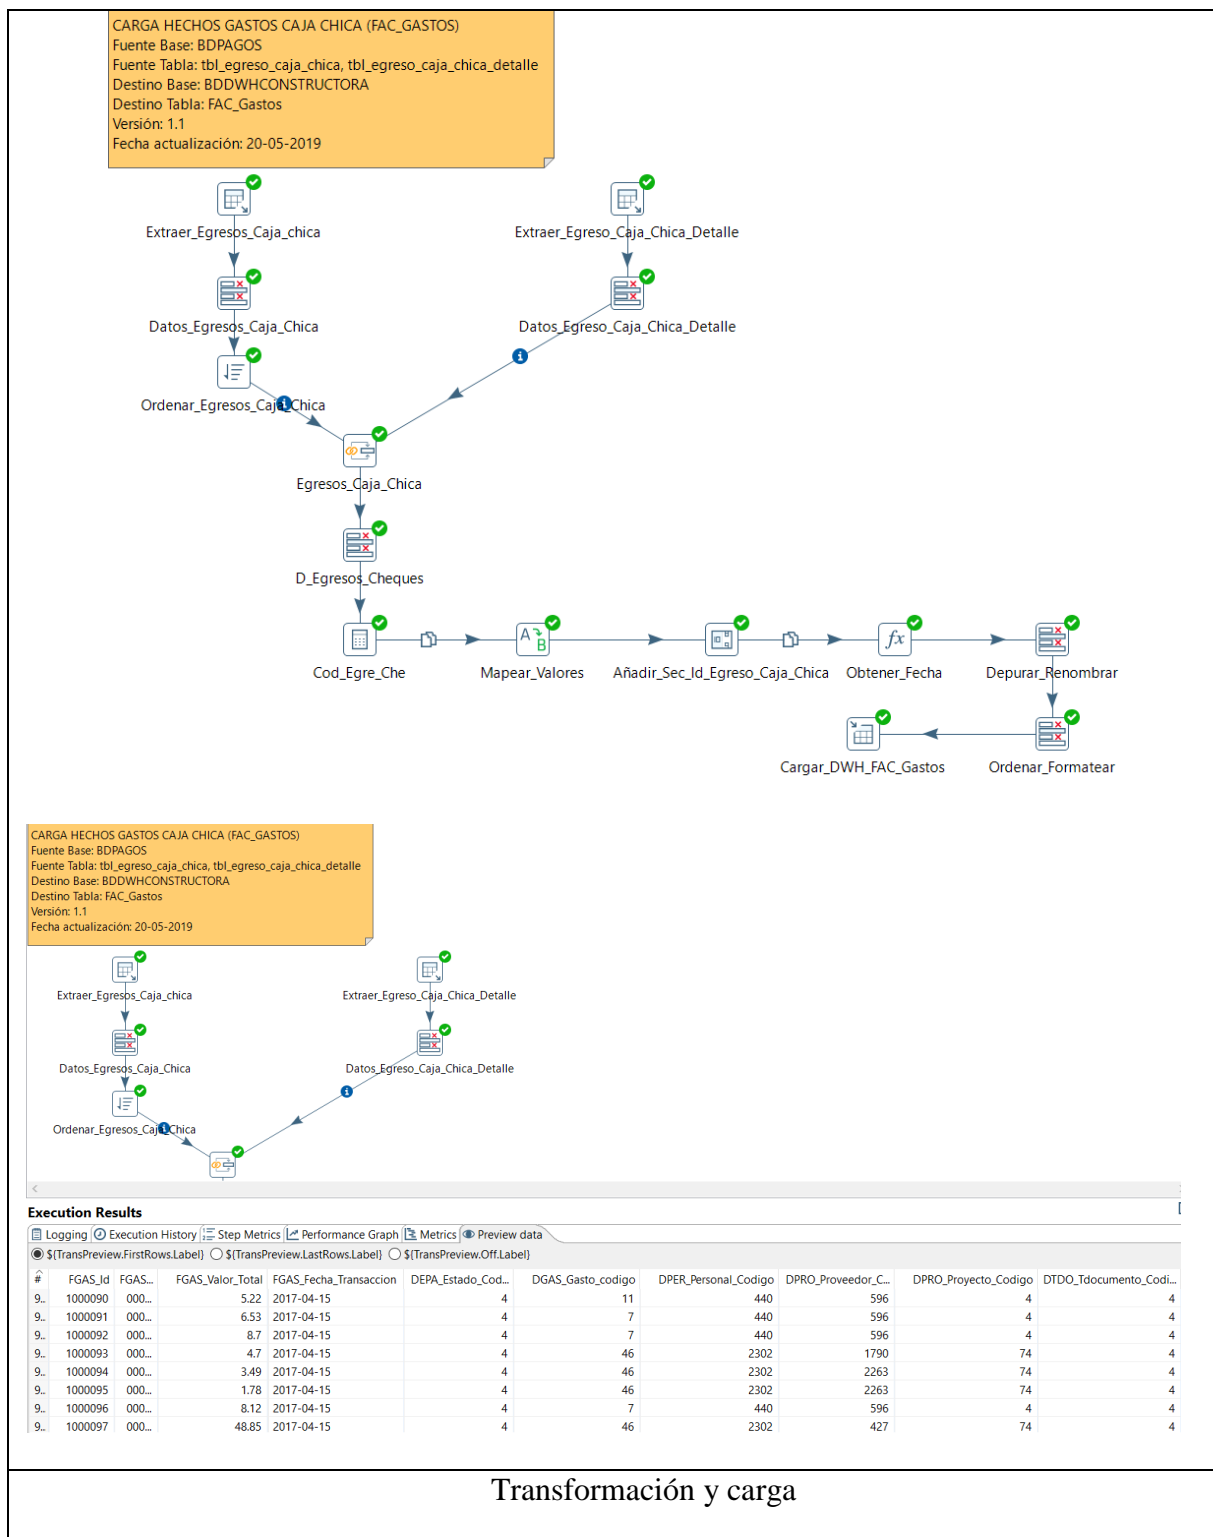 CARGA HECHOS GASTOS CAJA CHICA (FAC_GASTOS)
Fuente Base: BDPAGOS
Fuente Tabla: tbl_egreso_caja_chica, tbl_egreso_caja_chica_detalle
Destino Base: BDDWHCONSTRUCTORA
Destino Tabla: FAC_Gastos
Versión: 1.1
Fecha actualización: 20-05-2019
Extraer_Egresos_Caja_chica Extraer_Egreso_Caja_Chica_Detalle
Datos_Egresos_Caja_Chica Datos_Egreso_Caja_Chica_Detalle
Ordenar_Egresos_Caja_Chica
Egresos_Caja_Chica
D_Egresos_Cheques
Cod_Egre_Che Mapear_Valores Añadir_Sec_Id_Egreso_Caja_Chica Obtener_Fecha Depurar_Renombrar
Cargar_DWH_FAC_Gastos Ordenar_Formatear
CARGA HECHOS GASTOS CAJA CHICA (FAC_GASTOS)
Fuente Base: BDPAGOS
Fuente Tabla: tbl_egreso_caja_chica, tbl_egreso_caja_chica_detalle
Destino Base: BDDWHCONSTRUCTORA
Destino Tabla: FAC_Gastos
Versión: 1.1
Fecha actualización: 20-05-2019
Extraer_Egresos_Caja_chica Extraer_Egreso_Caja_Chica_Detalle
Datos_Egresos_Caja_Chica Datos_Egreso_Caja_Chica_Detalle
Ordenar_Egresos_Caja_Chica
Execution Results
Logging Execution History Step Metrics Performance Graph Metrics Preview data
${TransPreview.FirstRows.Label} ${TransPreview.LastRows.Label} ${TransPreview.Off.Label}
# FGAS_Id FGAS... FGAS_Valor_Total FGAS_Fecha_Transaccion DEPA_Estado_Cod... DGAS_Gasto_codigo DPER_Personal_Codigo DPRO_Proveedor_C... DPRO_Proyecto_Codigo DTDO_Tdocumento_Codi...
9.. 1000090 000... 5.22 2017-04-15 4 11 440 596 4 4
9.. 1000091 000... 6.53 2017-04-15 4 7 440 596 4 4
9.. 1000092 000... 8.7 2017-04-15 4 7 440 596 4 4
9.. 1000093 000... 4.7 2017-04-15 4 46 2302 1790 74 4
9.. 1000094 000... 3.49 2017-04-15 4 46 2302 2263 74 4
9.. 1000095 000... 1.78 2017-04-15 4 46 2302 2263 74 4
9.. 1000096 000... 8.12 2017-04-15 4 7 440 596 4 4
9.. 1000097 000... 48.85 2017-04-15 4 46 2302 427 74 4
Transformación y carga